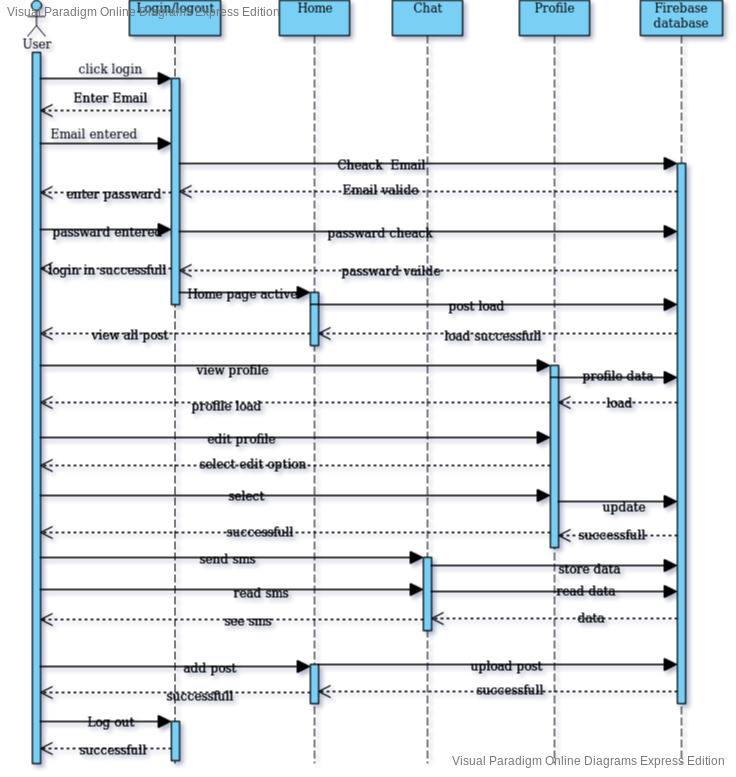 Visual Paradigm Online Diagrams Express Edition
Login/logout
Home
Chat
Profile
Firebase
database
User
click login
Enter Email
Email entered
Cheack Email
Email valide
enter passward
passward entered
passward cheack
login in successfull
passward vailde
Home page active
post load
view all post
load successfull
view profile
profile data
profile load
load
edit profile
select edit option
select
update
successfull
successfull
send sms
store data
read sms
read data
see sms
data
add post
upload post
successfull
successfull
Log out
successfull
Visual Paradigm Online Diagrams Express Edition